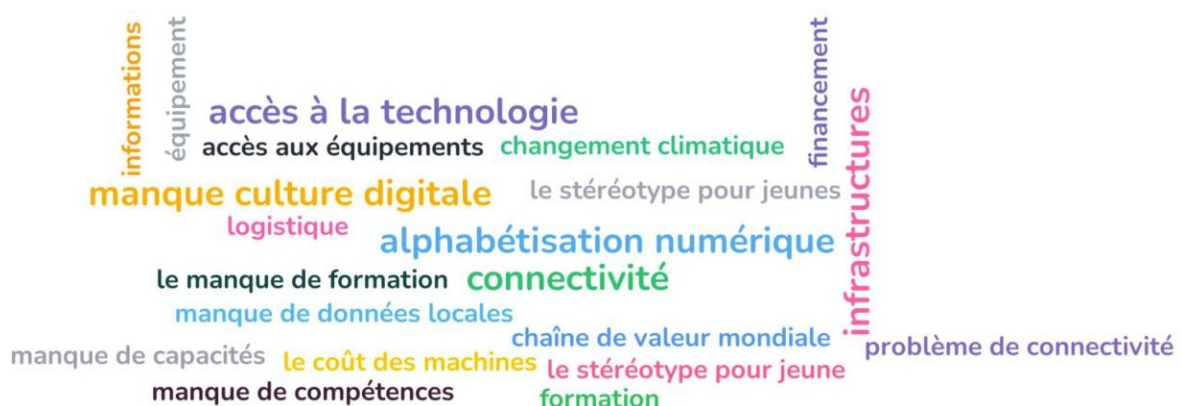 informations
équipement
financement
infrastructures
accès à la technologie
accès aux équipements
changement climatique
manque culture digitale
le stéréotype pour jeunes
logistique
alphabétisation numérique
le manque de formation
connectivité
manque de données locales
chaîne de valeur mondiale
problème de connectivité
manque de capacités
le coût des machines
le stéréotype pour jeune
manque de compétences
formation